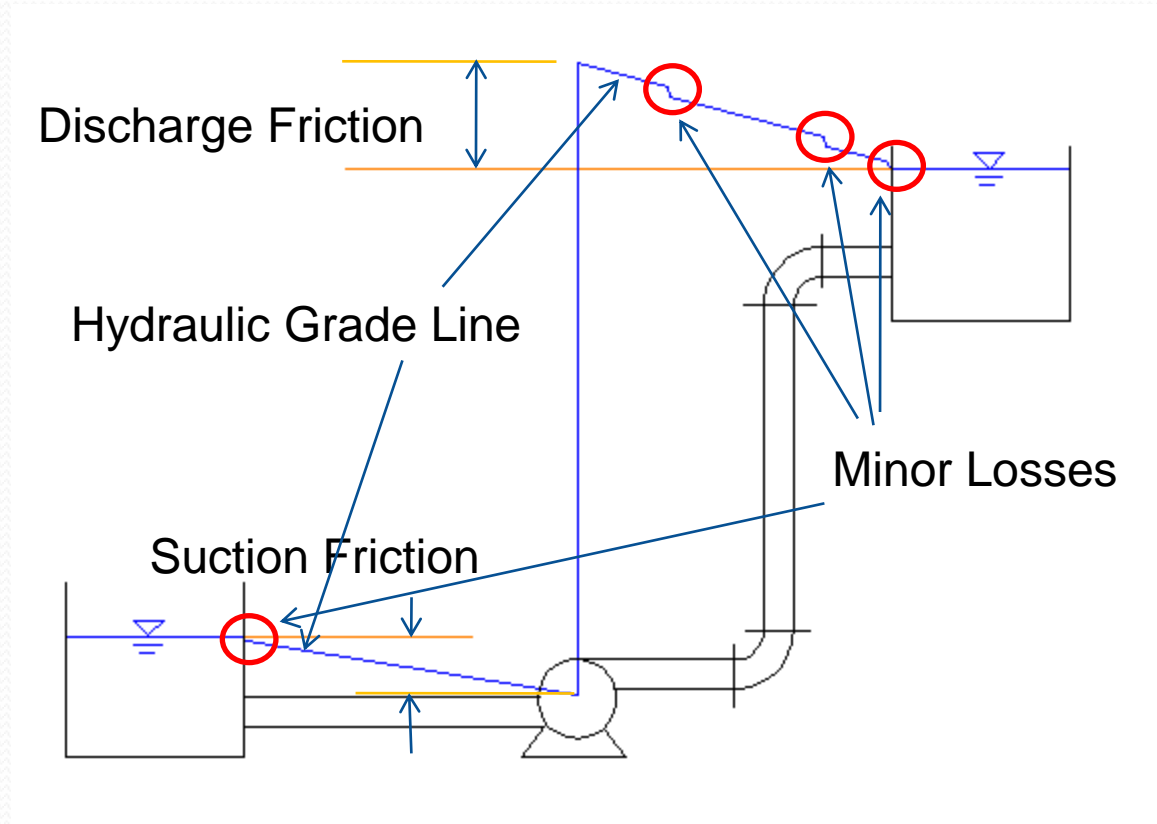 Discharge Friction
Hydraulic Grade Line
Minor Losses
Suction Friction